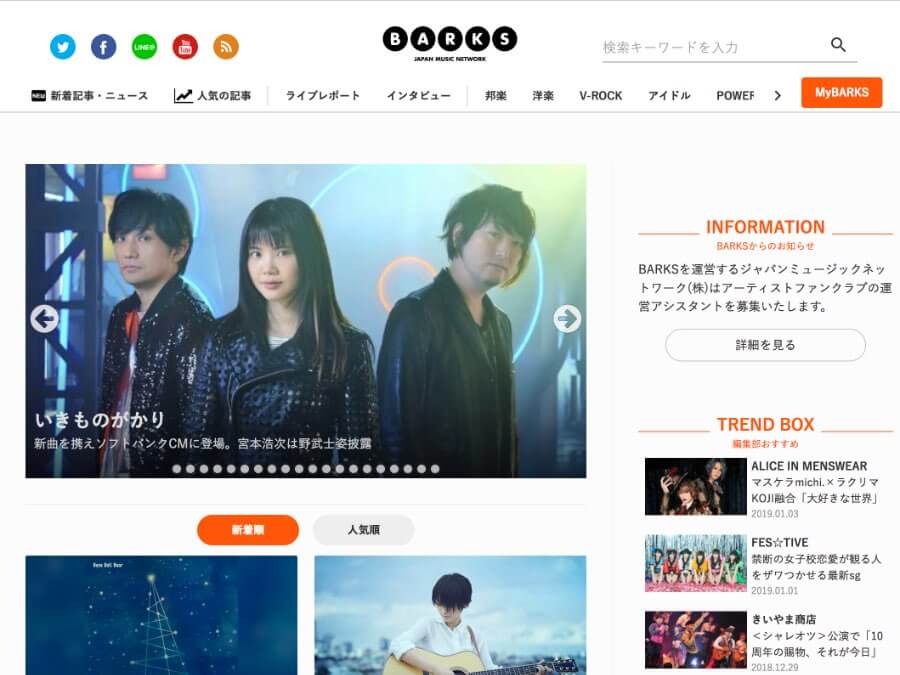 LINE@
You
Tube
BARKS
JAPAN MUSIC NETWORK
検索キーワードを入力
NEW 新着記事・ニュース
人気の記事
ライブレポート
インタビュー
邦楽
洋楽
V-ROCK
アイドル
POWER
MyBARKS
いきものがかり
新曲を携えソフトバンクCMに登場。宮本浩次は野武士姿披露
新着順
人気順
INFORMATION
BARKSからのお知らせ
BARKSを運営するジャパンミュージックネッ
トワーク(株)はアーティストファンクラブの運
営アシスタントを募集いたします。
詳細を見る
TREND BOX
編集部おすすめ
ALICE IN MENSWEAR
マスケラmichi.×ラクリマ
KOJI融合「大好きな世界」
2019.01.03
FES☆TIVE
禁断の女子校恋愛が観る人
をザワつかせる最新sg
2019.01.01
きいやま商店
＜シャレオツ＞公演で「10
周年の賜物、それが今日」
2018.12.29